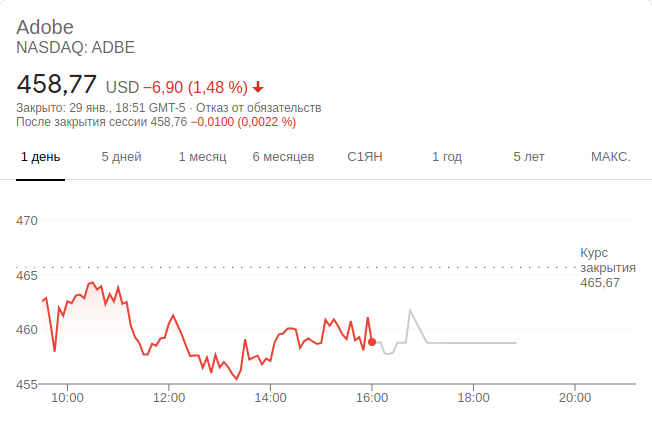 Adobe
NASDAQ: ADBE
458,77 USD −6,90 (1,48 %)
Закрыто: 29 янв., 18:51 GMT-5 · Отказ от обязательств
После закрытия сессии 458,76 −0,0100 (0,0022 %)
1 день 5 дней 1 месяц 6 месяцев С1ЯН 1 год 5 лет МАКС.
470
Курс
465 закрытия
465,67
460
455
10:00 12:00 14:00 16:00 18:00 20:00